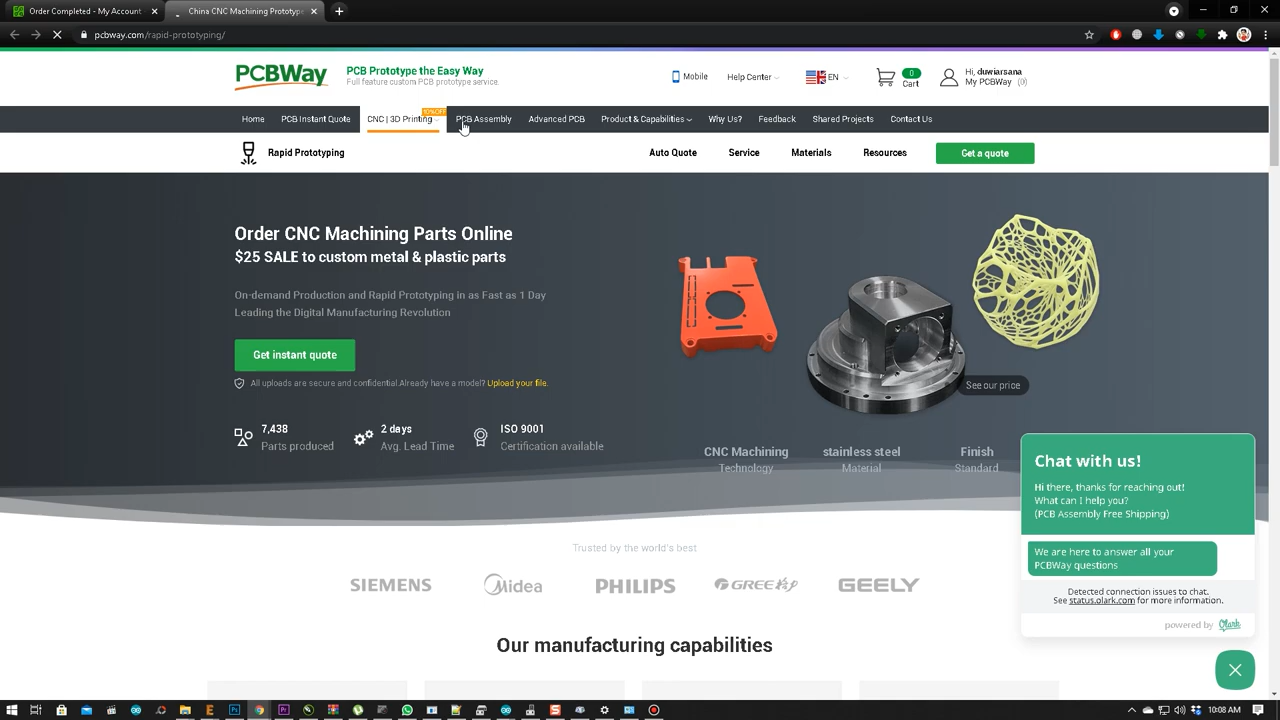 Order Completed - My Account
China CNC Machining Prototype
pcbway.com/rapid-prototyping/
PCBWay
PCB Prototype the Easy Way
Full feature custom PCB prototype service.
Mobile
Help Center
EN
0
Cart
Hi, duwiarsana
My PCBWay (0)
10%OFF
Home
PCB Instant Quote
CNC | 3D Printing
PCB Assembly
Advanced PCB
Product & Capabilities
Why Us?
Feedback
Shared Projects
Contact Us
Rapid Prototyping
Auto Quote
Service
Materials
Resources
Get a quote
Order CNC Machining Parts Online
$25 SALE to custom metal & plastic parts
On-demand Production and Rapid Prototyping in as Fast as 1 Day
Leading the Digital Manufacturing Revolution
Get instant quote
All uploads are secure and confidential.Already have a model? Upload your file.
7,438
Parts produced
2 days
Avg. Lead Time
ISO 9001
Certification available
See our price
CNC Machining
Technology
stainless steel
Material
Finish
Standard
Chat with us!
Hi there, thanks for reaching out!
What can I help you?
(PCB Assembly Free Shipping)
We are here to answer all your
PCBWay questions
Detected connection issues to chat.
See status.olark.com for more information.
powered by Olark
Trusted by the world's best
SIEMENS
Midea
PHILIPS
GREE
GEELY
Our manufacturing capabilities
10:08 AM